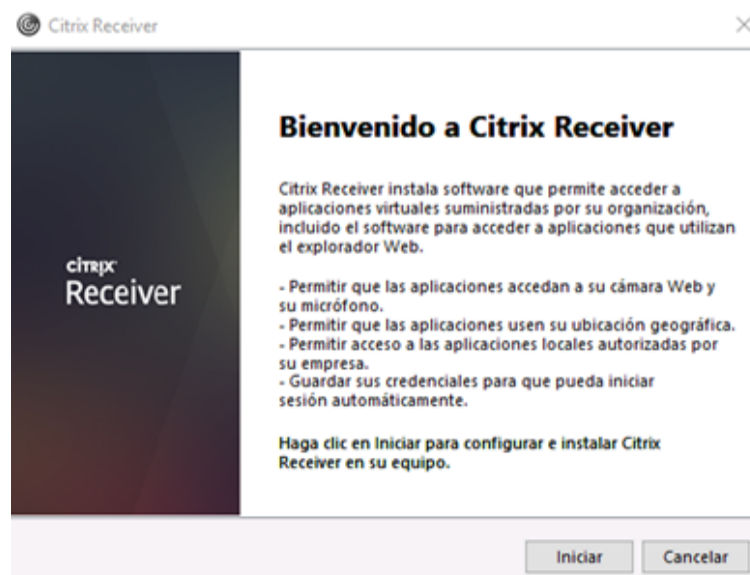 Citrix Receiver
Bienvenido a Citrix Receiver
Citrix Receiver instala software que permite acceder a
aplicaciones virtuales suministradas por su organización,
incluido el software para acceder a aplicaciones que utilizan
el explorador Web.
- Permitir que las aplicaciones accedan a su cámara Web y
su micrófono.
- Permitir que las aplicaciones usen su ubicación geográfica.
- Permitir acceso a las aplicaciones locales autorizadas por
su empresa.
- Guardar sus credenciales para que pueda iniciar
sesión automáticamente.
Haga clic en Iniciar para configurar e instalar Citrix
Receiver en su equipo.
citrix
Receiver
Iniciar
Cancelar